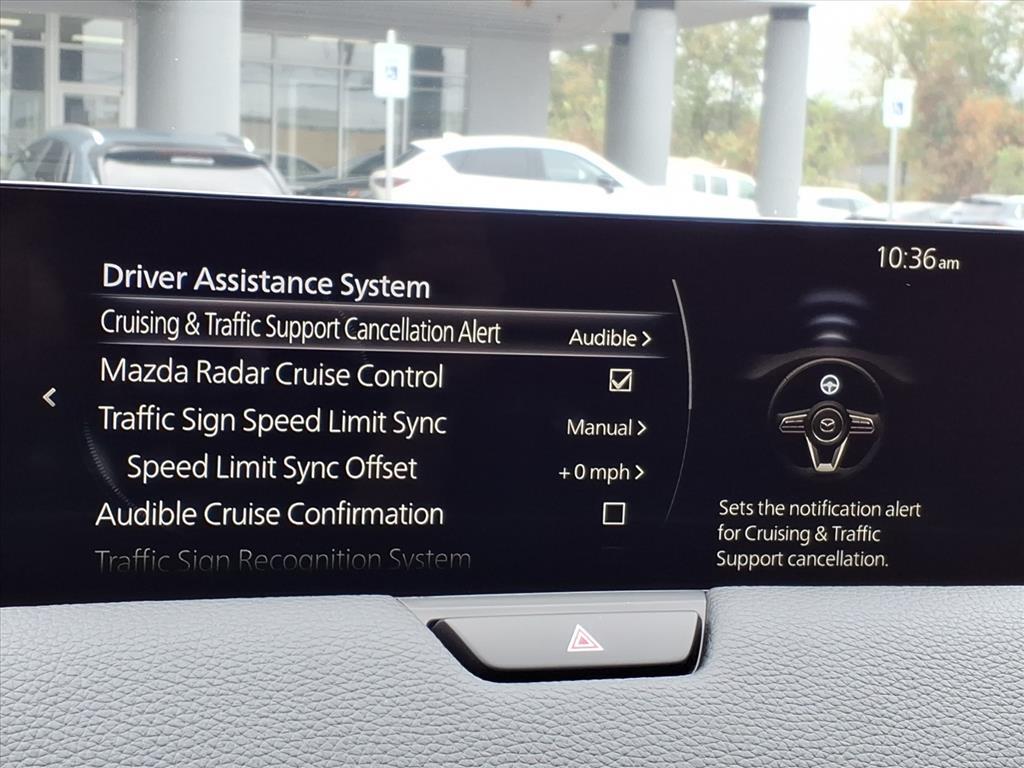 10:36am
Driver Assistance System
Cruising & Traffic Support Cancellation Alert Audible >
Mazda Radar Cruise Control
Traffic Sign Speed Limit Sync Manual >
Speed Limit Sync Offset +0 mph >
Audible Cruise Confirmation
Traffic Sign Recognition System
Sets the notification alert
for Cruising & Traffic
Support cancellation.